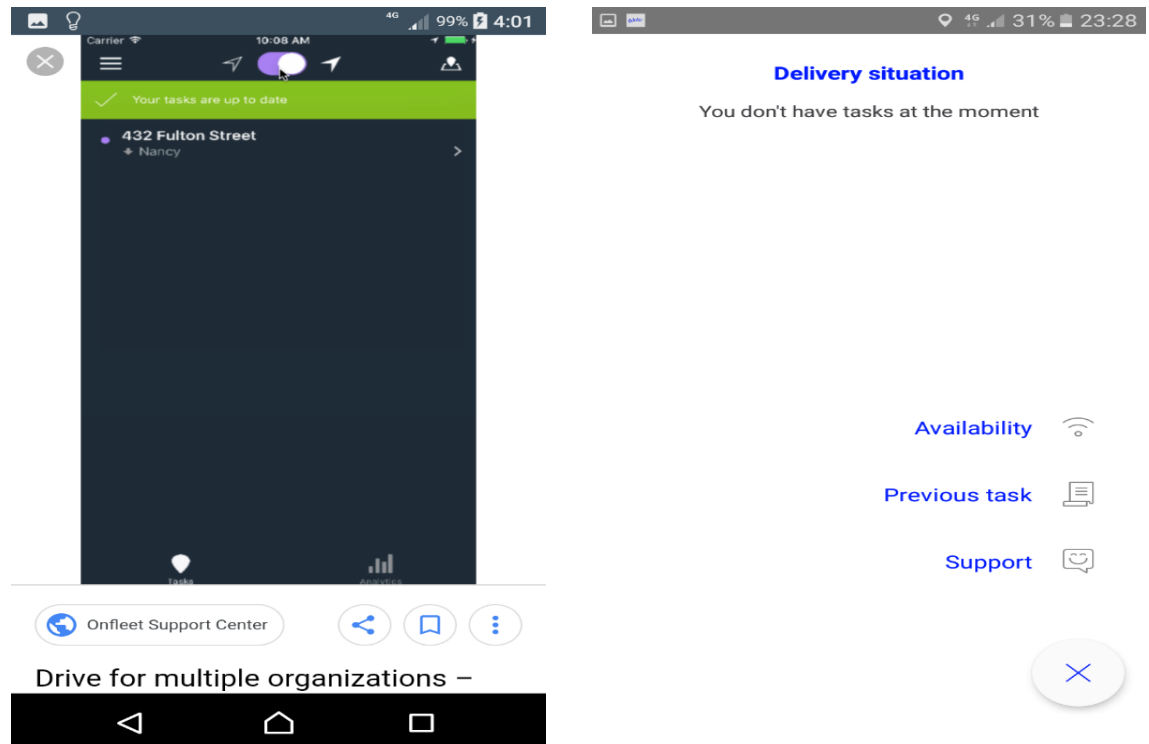 4G 99% 4:01
Carrier 10:08 AM
Your tasks are up to date
432 Fulton Street
Nancy
Tasks
Analytics
Onfleet Support Center
Drive for multiple organizations –
4G 31% 23:28
Delivery situation
You don't have tasks at the moment
Availability
Previous task
Support